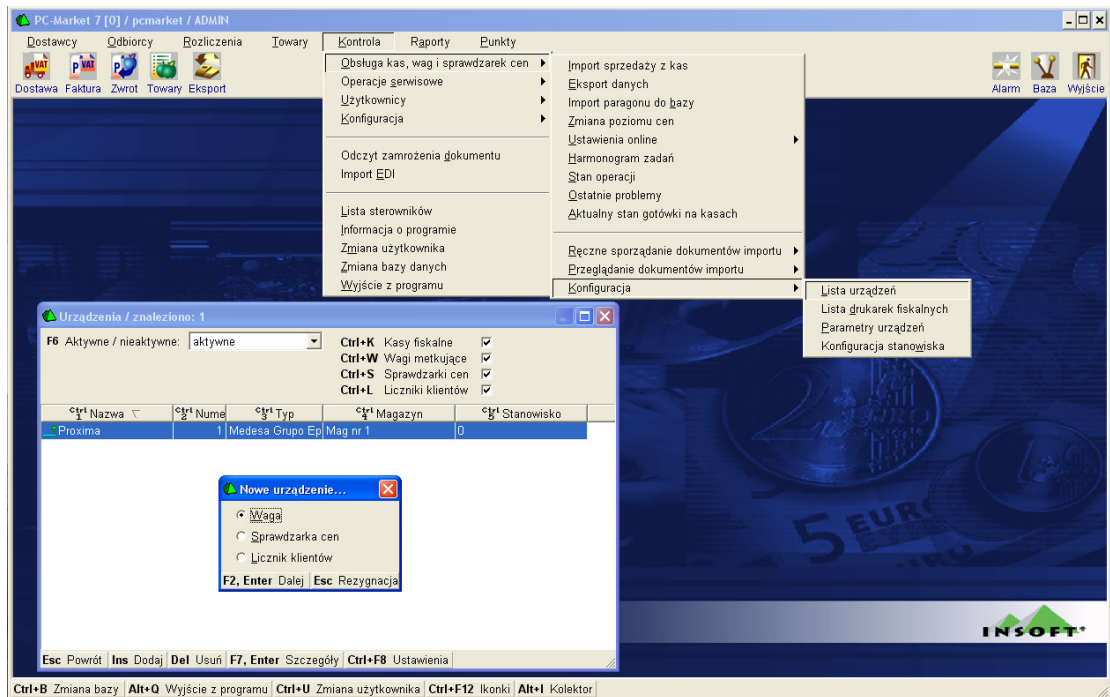 PC-Market 7 [0] / pcmarket / ADMIN
Dostawcy Odbiorcy Rozliczenia Towary Kontrola Raporty Punkty
VAT P VAT P
Dostawa Faktura Zwrot Towary Eksport
Alarm Baza Wyjście
Obsługa kas, wag i sprawdzarek cen
Operacje serwisowe
Użytkownicy
Konfiguracja
Odczyt zamrożenia dokumentu
Import EDI
Lista sterowników
Informacja o programie
Zmiana użytkownika
Zmiana bazy danych
Wyjście z programu
Import sprzedaży z kas
Eksport danych
Import paragonu do bazy
Zmiana poziomu cen
Ustawienia online
Harmonogram zadań
Stan operacji
Ostatnie problemy
Aktualny stan gotówki na kasach
Ręczne sporządanie dokumentów importu
Przeglądanie dokumentów importu
Konfiguracja
Lista urządzeń
Lista drukarek fiskalnych
Parametry urządzeń
Konfiguracja stanowiska
Urządzenia / znaleziono: 1
F6 Aktywne / nieaktywne: aktywne
Ctrl+K Kasy fiskalne
Ctrl+W Wagi metkujące
Ctrl+S Sprawdzarki cen
Ctrl+L Liczniki klientów
Ctrl 1 Nazwa Ctrl 2 Nume Ctrl 3 Typ Ctrl 4 Magazyn Ctrl 5 Stanowisko
Proxima 1 Medesa Grupo Ep Mag nr 1 0
Nowe urządzenie...
Waga
Sprawdzarka cen
Licznik klientów
F2, Enter Dalej Esc Rezygnacja
Esc Powrót Ins Dodaj Del Usuń F7, Enter Szczegóły Ctrl+F8 Ustawienia
2
5 EURO
INSOFT
Ctrl+B Zmiana bazy Alt+Q Wyjście z programu Ctrl+U Zmiana użytkownika Ctrl+F12 Ikonki Alt+I Kolektor